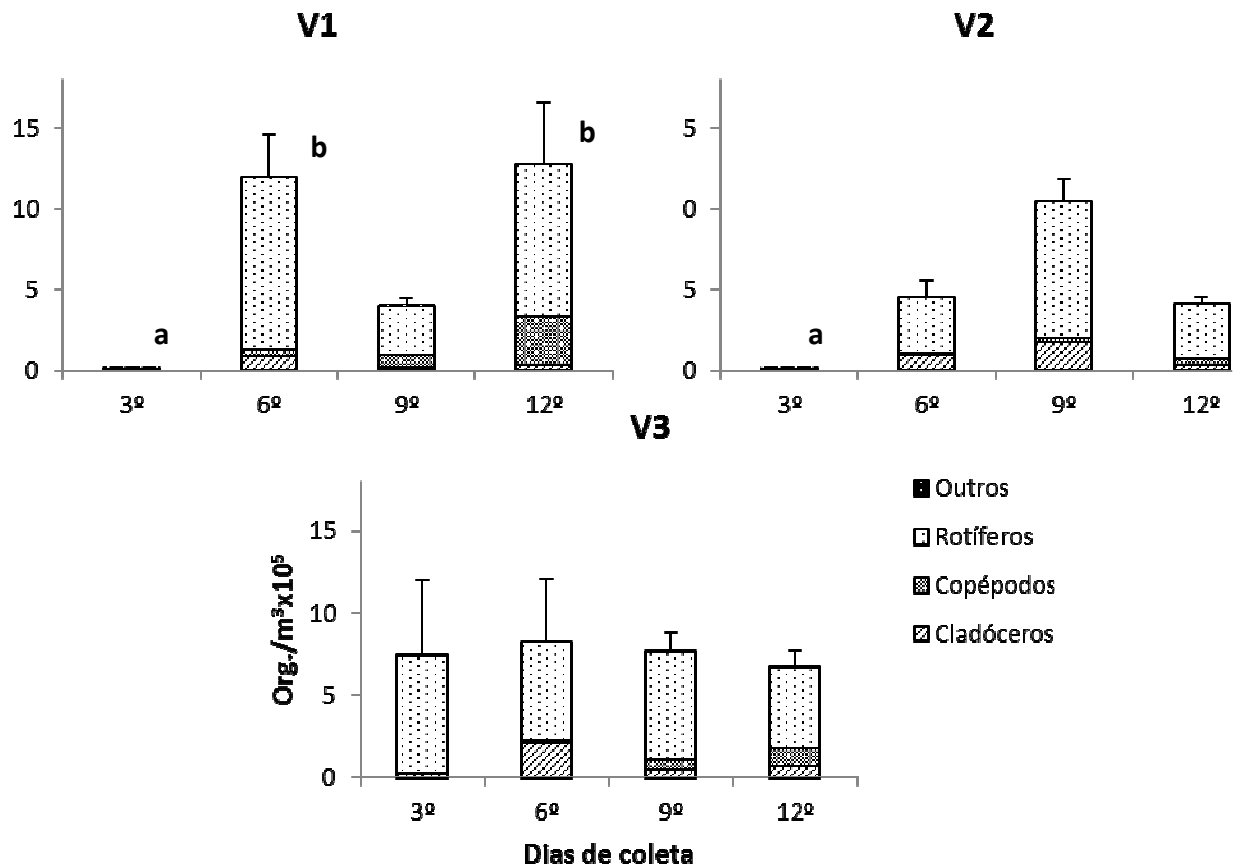 V1
V2
15
10
5
0
b
b
a
3º
6º
9º
12º
5
0
5
0
a
3º
6º
9º
12º
V3
Org./m³x10⁵
15
10
5
0
3º
6º
9º
12º
Dias de coleta
Outros
Rotíferos
Copépodos
Cladóceros